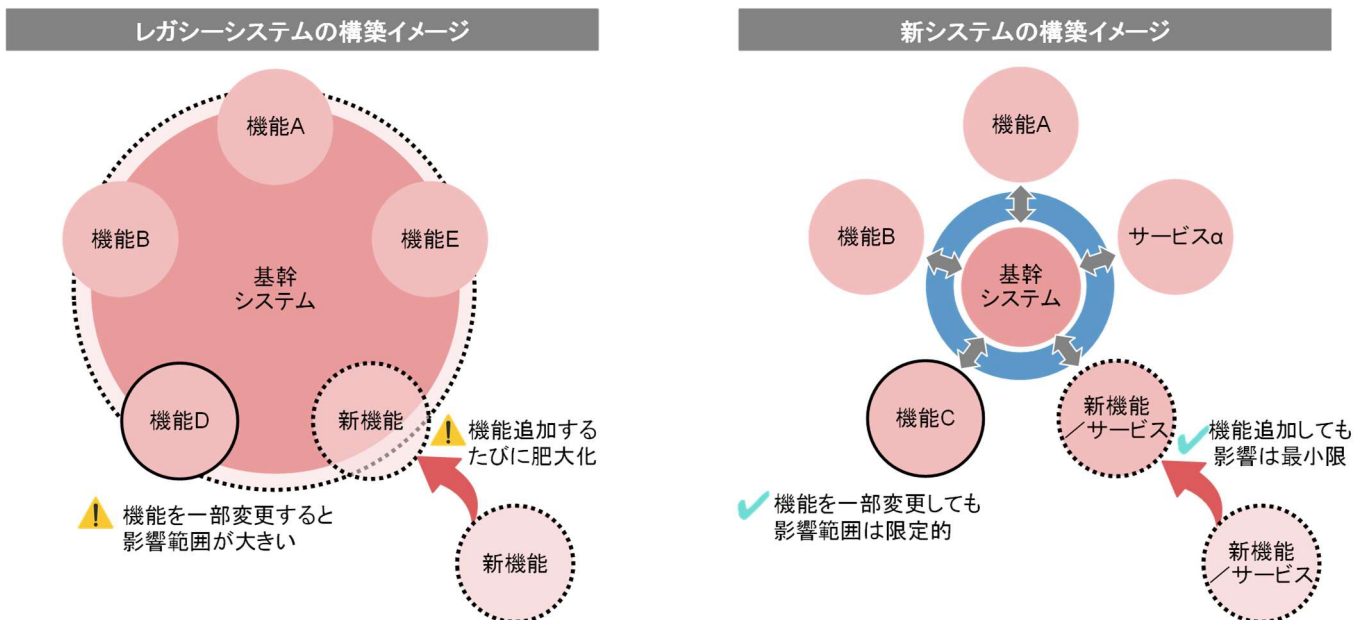 レガシーシステムの構築イメージ
機能A
機能B
機能E
基幹
システム
機能D
新機能
機能追加する
たびに肥大化
機能を一部変更すると
影響範囲が大きい
新機能
新システムの構築イメージ
機能A
機能B
サービスα
基幹
システム
機能C
新機能
／サービス
機能追加しても
影響は最小限
機能を一部変更しても
影響範囲は限定的
新機能
／サービス